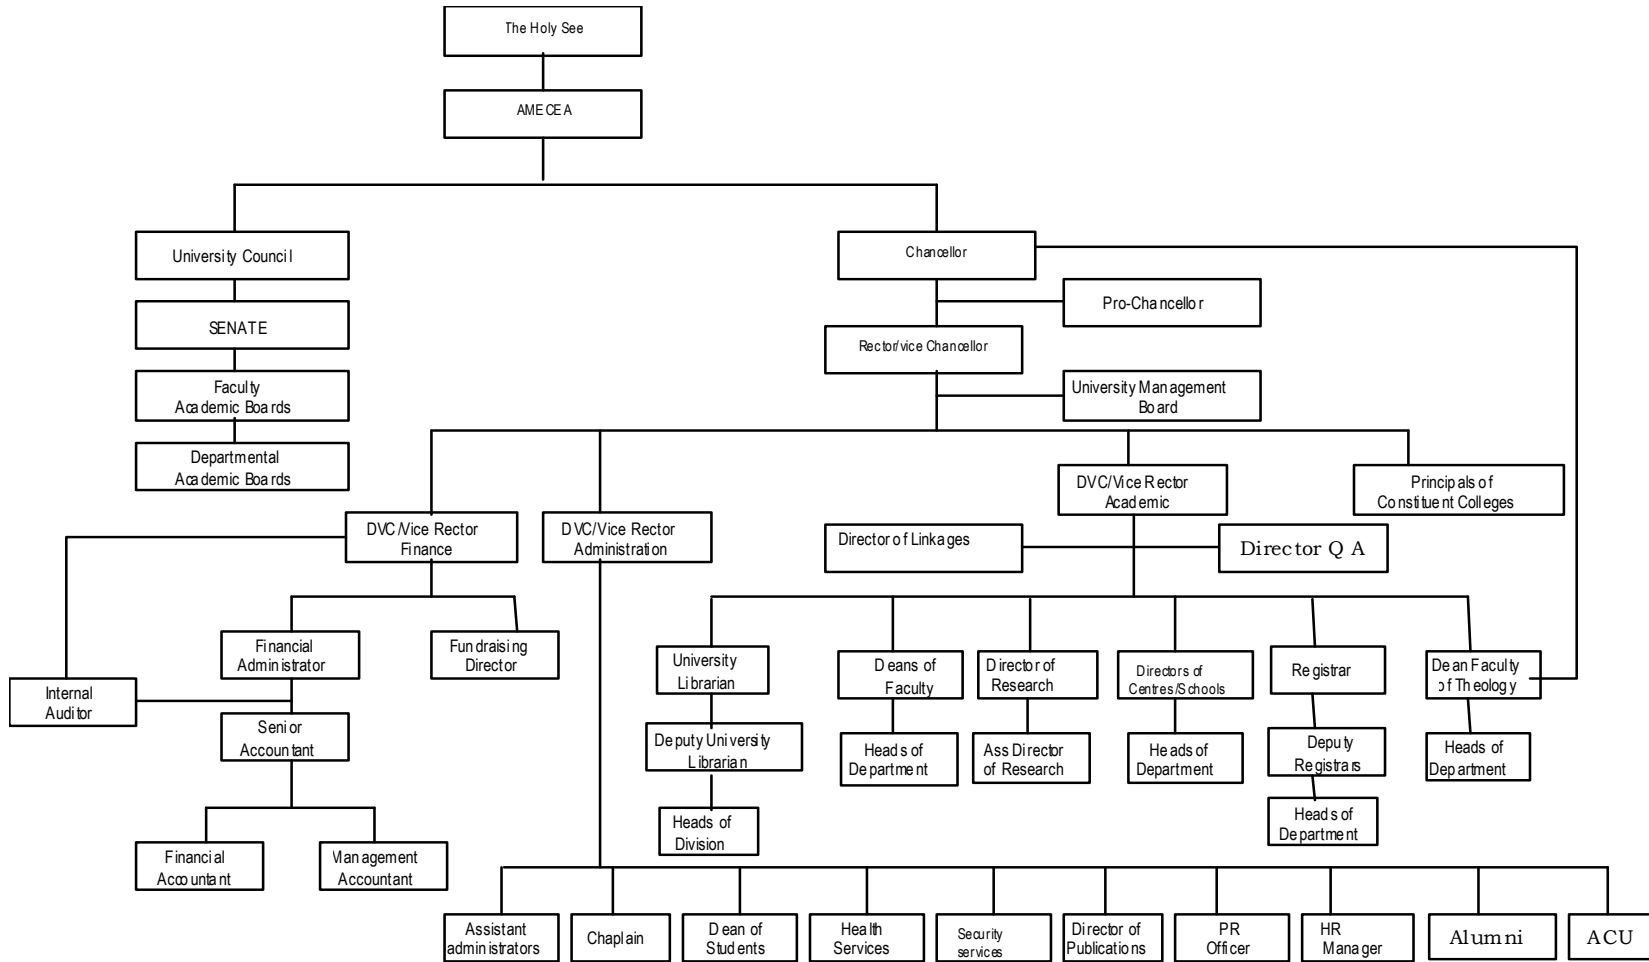 The Holy See
AMECEA
University Council
Chancellor
Pro-Chancellor
SENATE
Rector/vice Chancellor
Faculty
Academic Boards
University Management
Board
Departmental
Academic Boards
DVC/Vice Rector
Academic
Principals of
Constituent Colleges
DVC/Vice Rector
Finance
DVC/Vice Rector
Administration
Director of Linkages
Director Q A
Financial
Administrator
Fundraising
Director
University
Librarian
Deans of
Faculty
Director of
Research
Directors of
Centres/Schools
Registrar
Dean Faculty
of Theology
Internal
Auditor
Senior
Accountant
Deputy University
Librarian
Heads of
Department
Ass Director
of Research
Heads of
Department
Deputy
Registrars
Heads of
Department
Heads of
Division
Heads of
Department
Financial
Accountant
Management
Accountant
Assistant
administrators
Chaplain
Dean of
Students
Health
Services
Security
services
Director of
Publications
PR
Officer
HR
Manager
Alumni
ACU